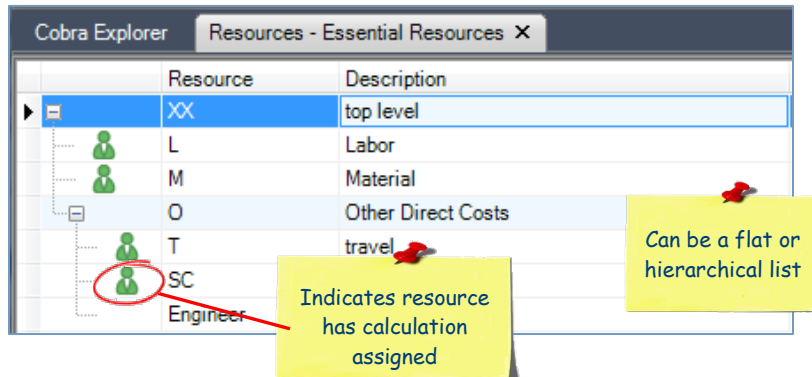 Cobra Explorer Resources - Essential Resources X
Resource Description
XX top level
L Labor
M Material
O Other Direct Costs
T travel
SC
Engineer
Can be a flat or
hierarchical list
Indicates resource
has calculation
assigned